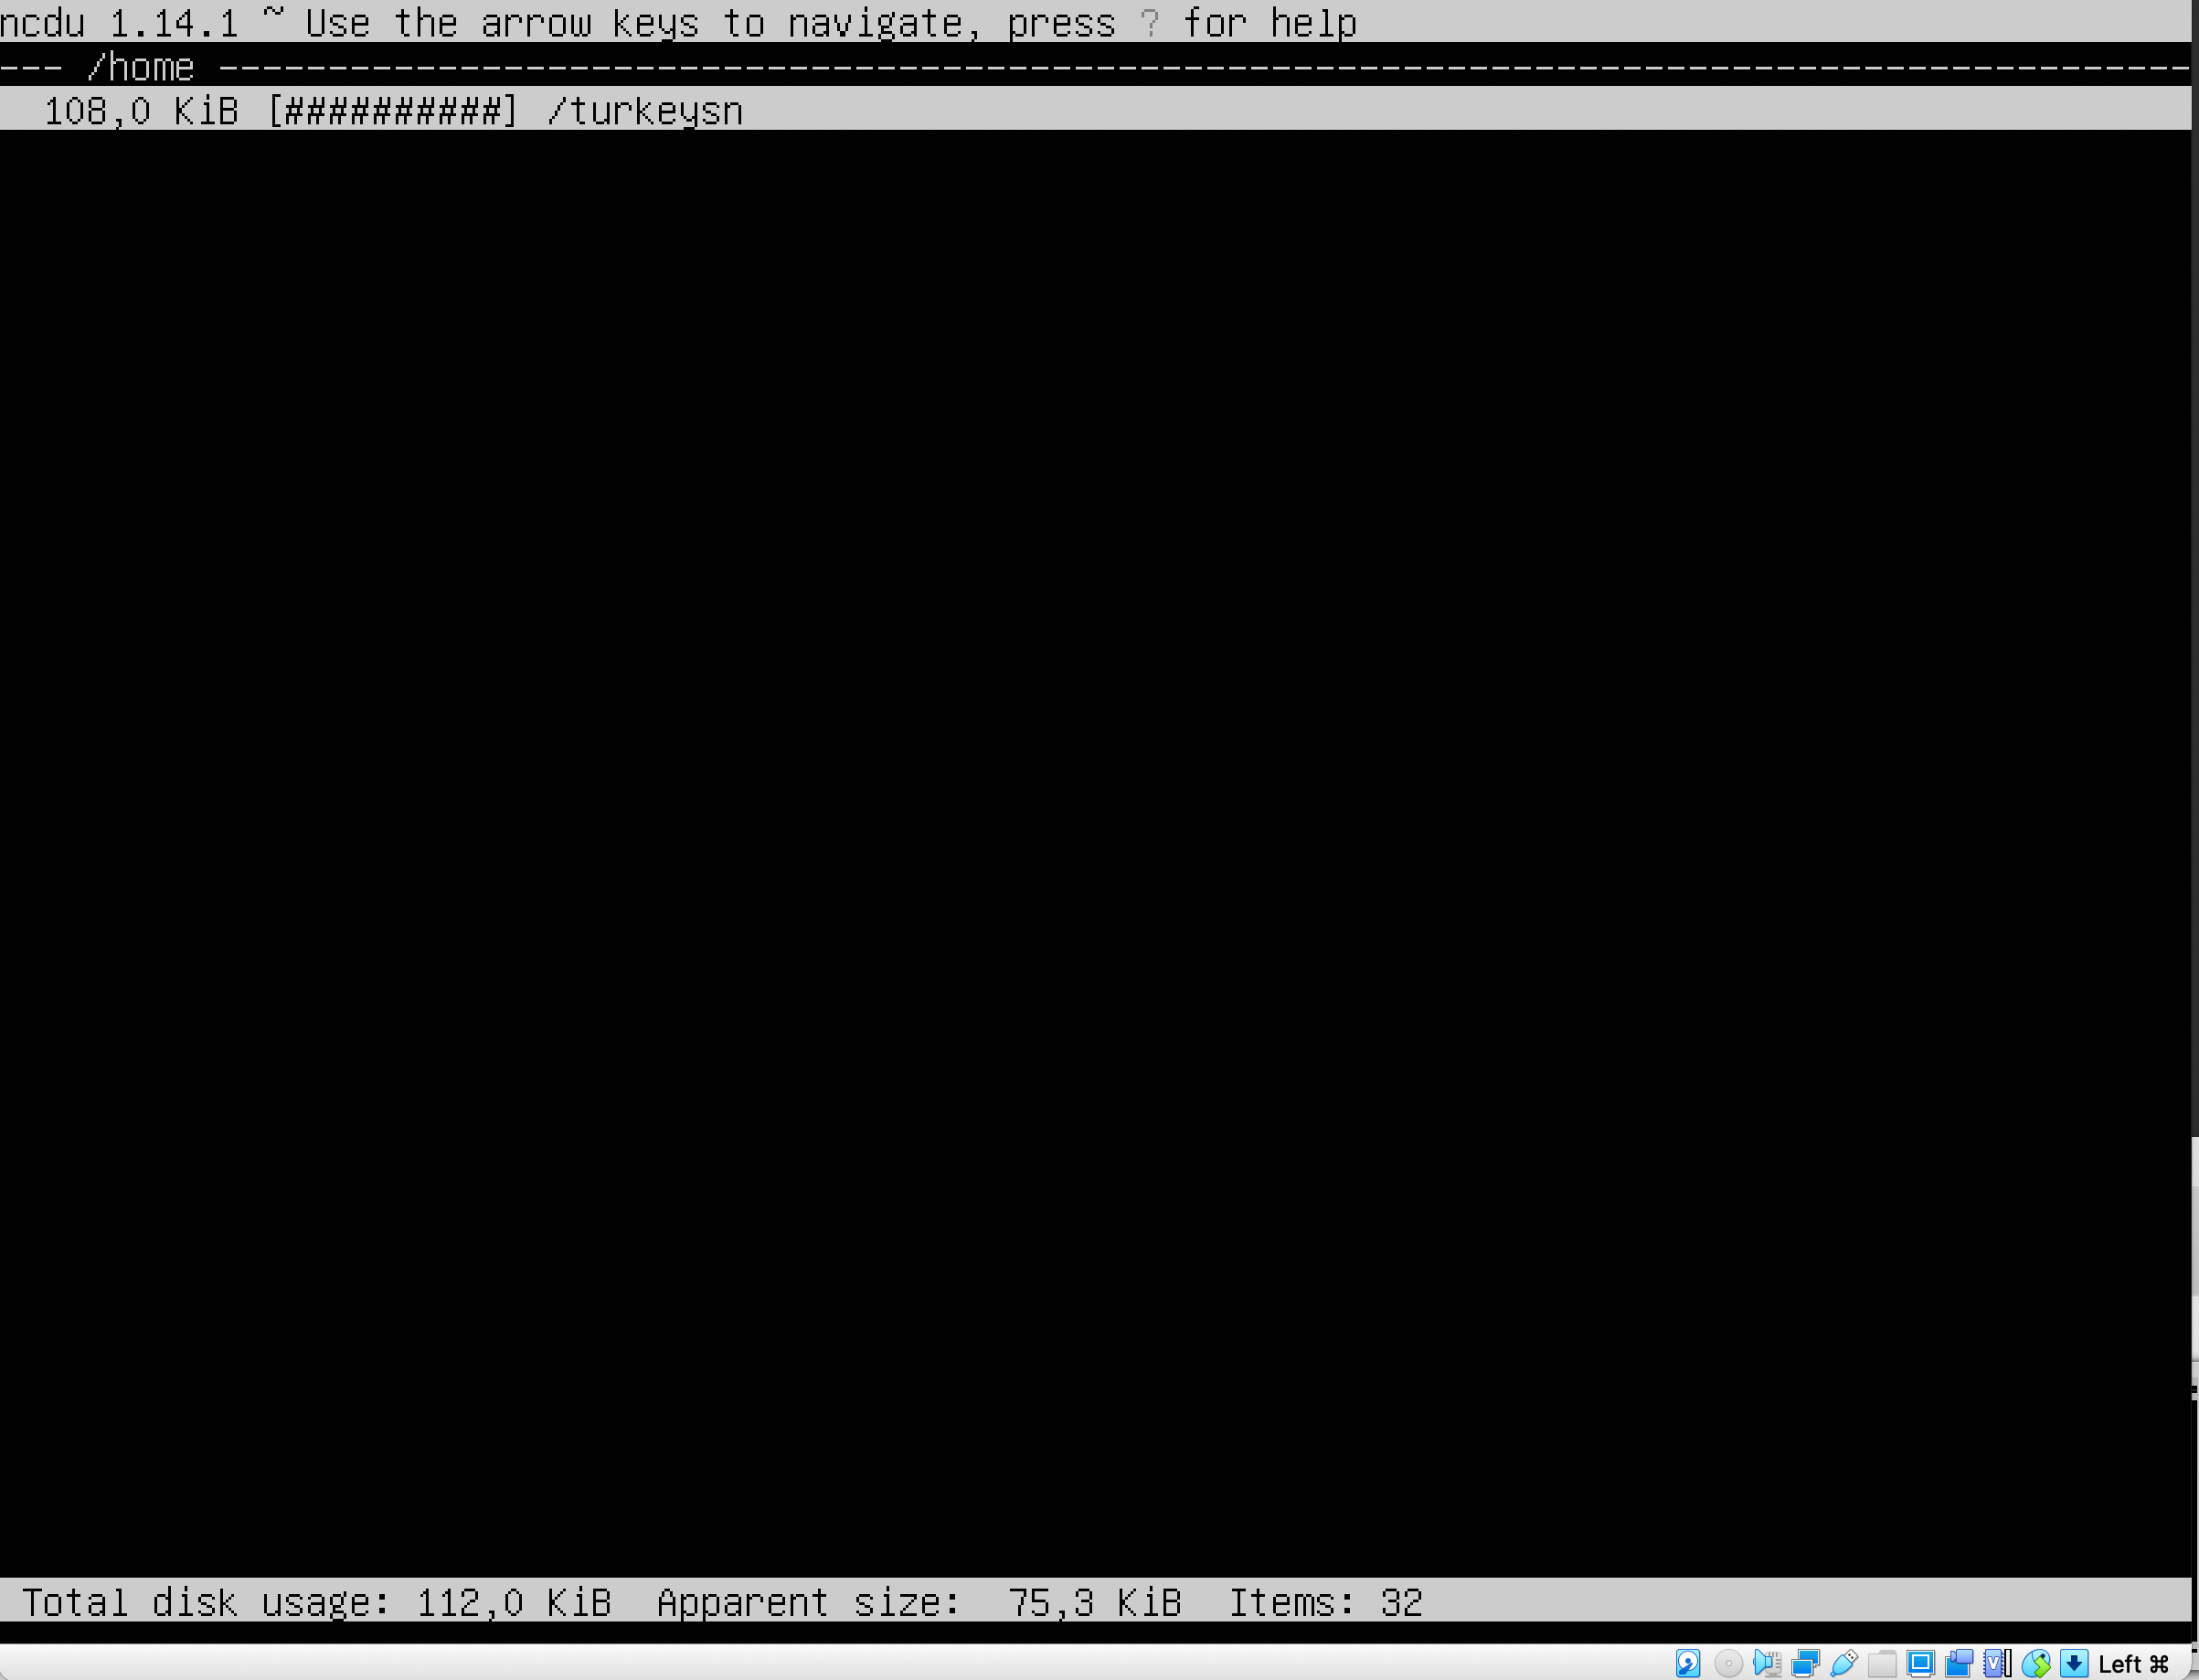 ncdu 1.14.1 ~ Use the arrow keys to navigate, press ? for help
--- /home ------------------------------------------------------------------------------------------
108,0 KiB [##########] /turkeysn
Total disk usage: 112,0 KiB  Apparent size:  75,3 KiB  Items: 32
Left ⌘